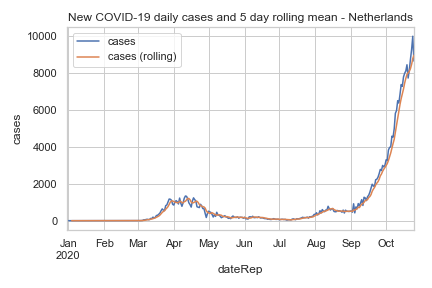 New COVID-19 daily cases and 5 day rolling mean - Netherlands
cases
cases (rolling)
10000
8000
6000
4000
2000
0
cases
Jan Feb Mar Apr May Jun Jul Aug Sep Oct
2020
dateRep